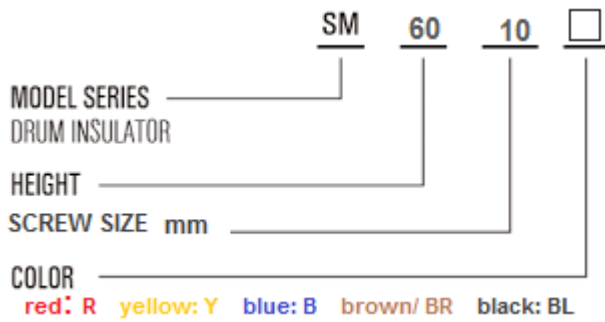 SM 60 10 □
MODEL SERIES
DRUM INSULATOR
HEIGHT
SCREW SIZE mm
COLOR
red: R yellow: Y blue: B brown/ BR black: BL